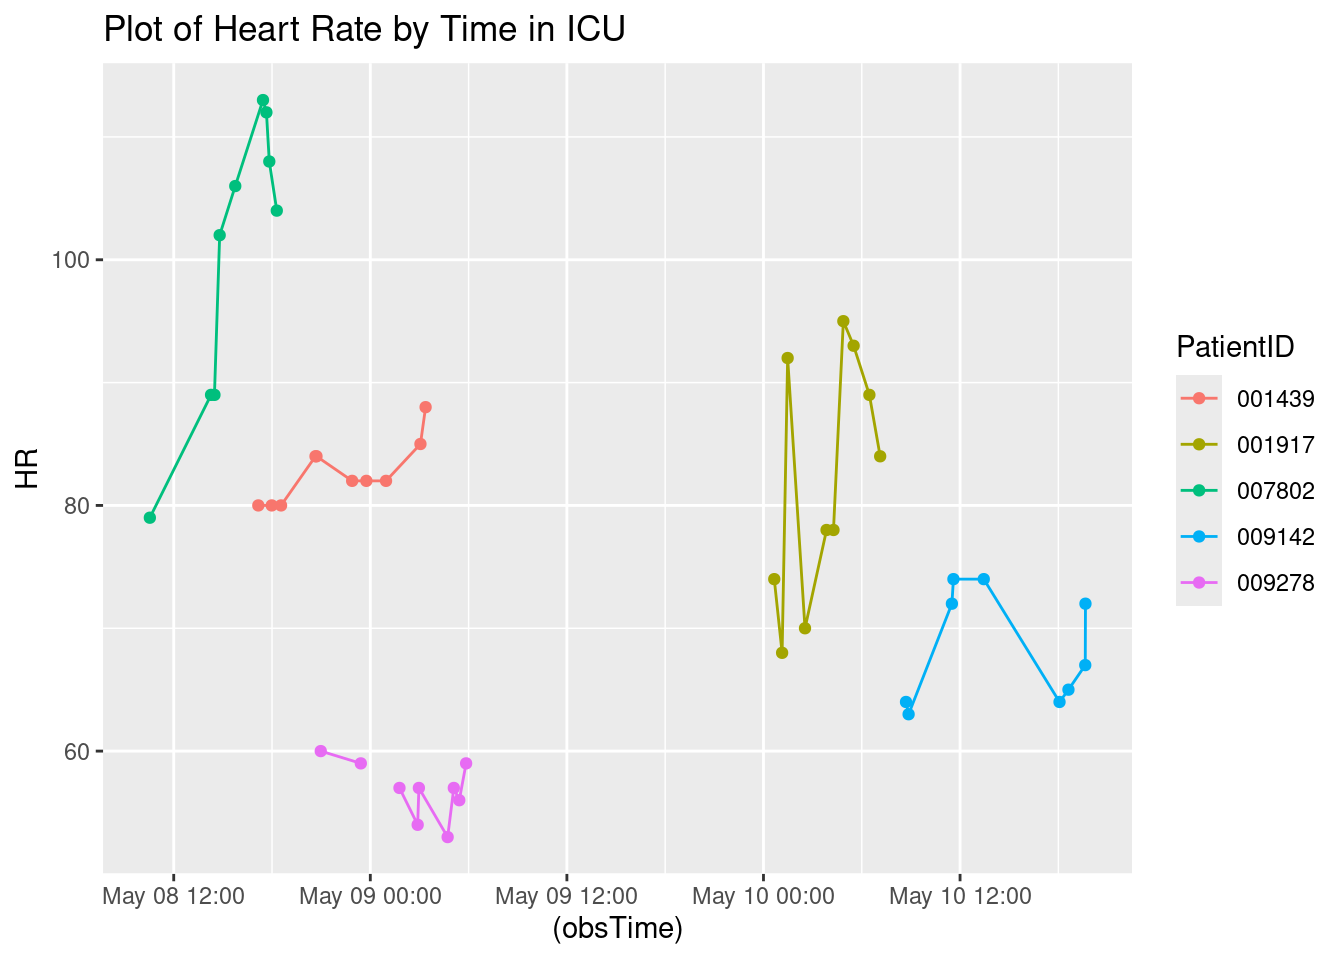 Plot of Heart Rate by Time in ICU
HR
100
80
60
May 08 12:00
May 09 00:00
May 09 12:00
May 10 00:00
May 10 12:00
(obsTime)
PatientID
001439
001917
007802
009142
009278